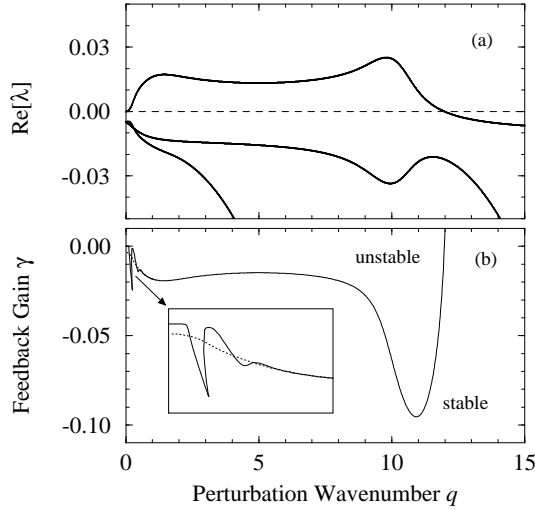 0.03
(a)
Re[λ]
0.00
-0.03
0.00
unstable
(b)
Feedback Gain γ
-0.05
stable
-0.10
0
5
10
15
Perturbation Wavenumber q